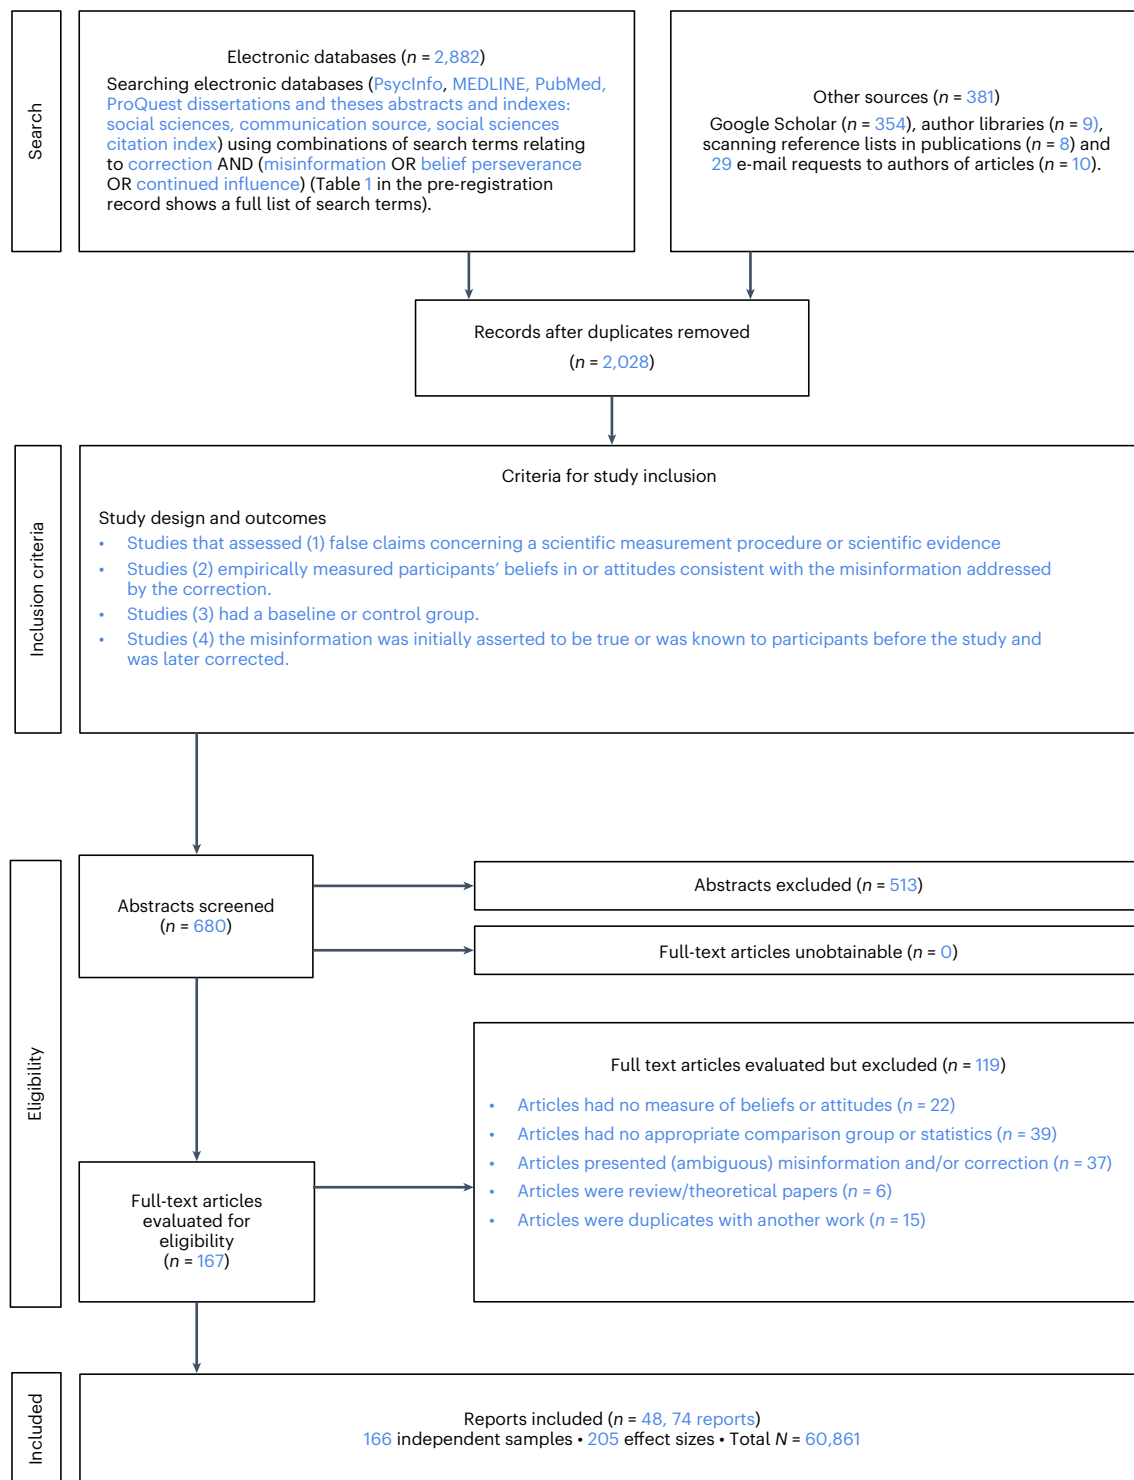 Search
Electronic databases (n = 2,882)
Searching electronic databases (PsycInfo, MEDLINE, PubMed,
ProQuest dissertations and theses abstracts and indexes:
social sciences, communication source, social sciences
citation index) using combinations of search terms relating
to correction AND (misinformation OR belief perseverance
OR continued influence) (Table 1 in the pre-registration
record shows a full list of search terms).
Other sources (n = 381)
Google Scholar (n = 354), author libraries (n = 9),
scanning reference lists in publications (n = 8) and
29 e-mail requests to authors of articles (n = 10).
Records after duplicates removed
(n = 2,028)
Inclusion criteria
Criteria for study inclusion
Study design and outcomes
• Studies that assessed (1) false claims concerning a scientific measurement procedure or scientific evidence
• Studies (2) empirically measured participants’ beliefs in or attitudes consistent with the misinformation addressed
by the correction.
• Studies (3) had a baseline or control group.
• Studies (4) the misinformation was initially asserted to be true or was known to participants before the study and
was later corrected.
Eligibility
Abstracts screened
(n = 680)
Abstracts excluded (n = 513)
Full-text articles unobtainable (n = 0)
Full text articles evaluated but excluded (n = 119)
• Articles had no measure of beliefs or attitudes (n = 22)
• Articles had no appropriate comparison group or statistics (n = 39)
• Articles presented (ambiguous) misinformation and/or correction (n = 37)
• Articles were review/theoretical papers (n = 6)
• Articles were duplicates with another work (n = 15)
Full-text articles
evaluated for
eligibility
(n = 167)
Included
Reports included (n = 48, 74 reports)
166 independent samples • 205 effect sizes • Total N = 60,861